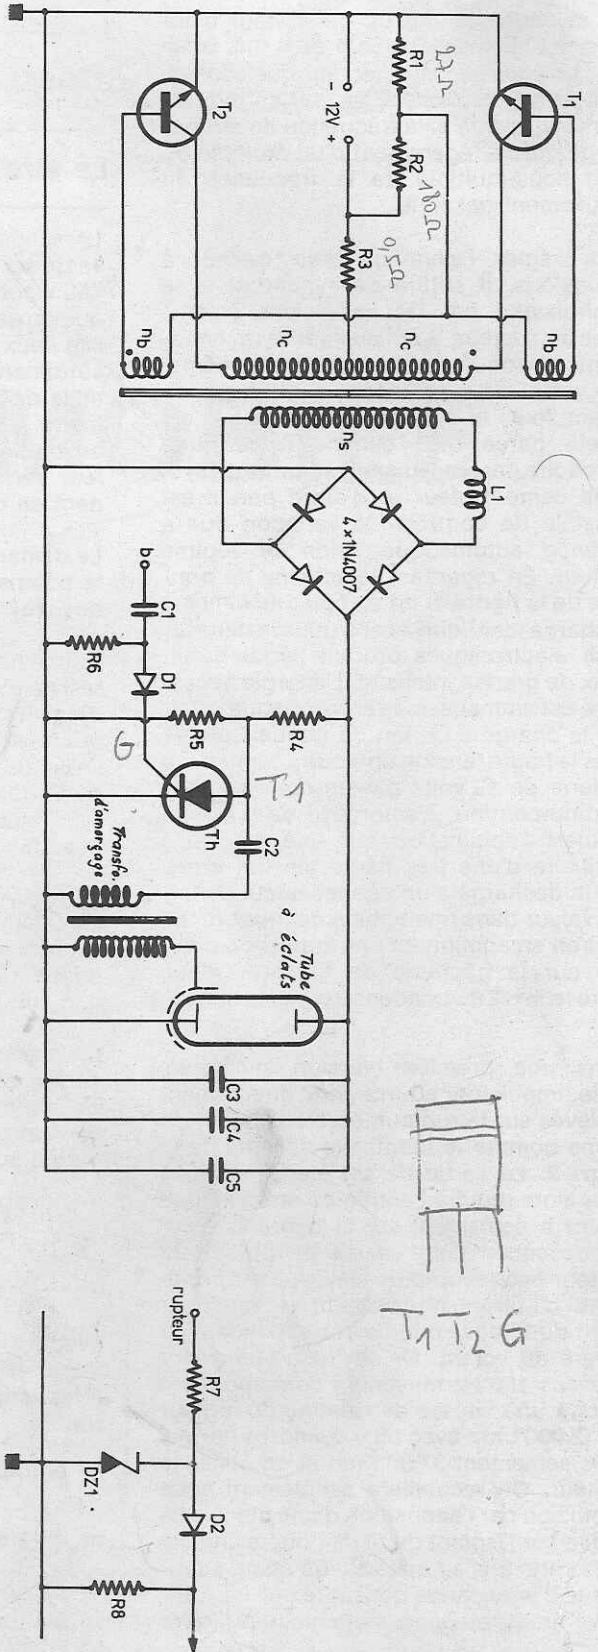 T1
R1
27Ω
- 12V +
R2
180Ω
R3
0,5Ω
T2
nb
nc
nc
nb
ns
L1
4×1N4007
b
C1
R6
D1
R5
R4
G
Th
T1
C2
Transfo.
d'amorçage
Tube
à éclats
C3
C4
C5
T1 T2 G
rupteur
R7
DZ1
D2
R8